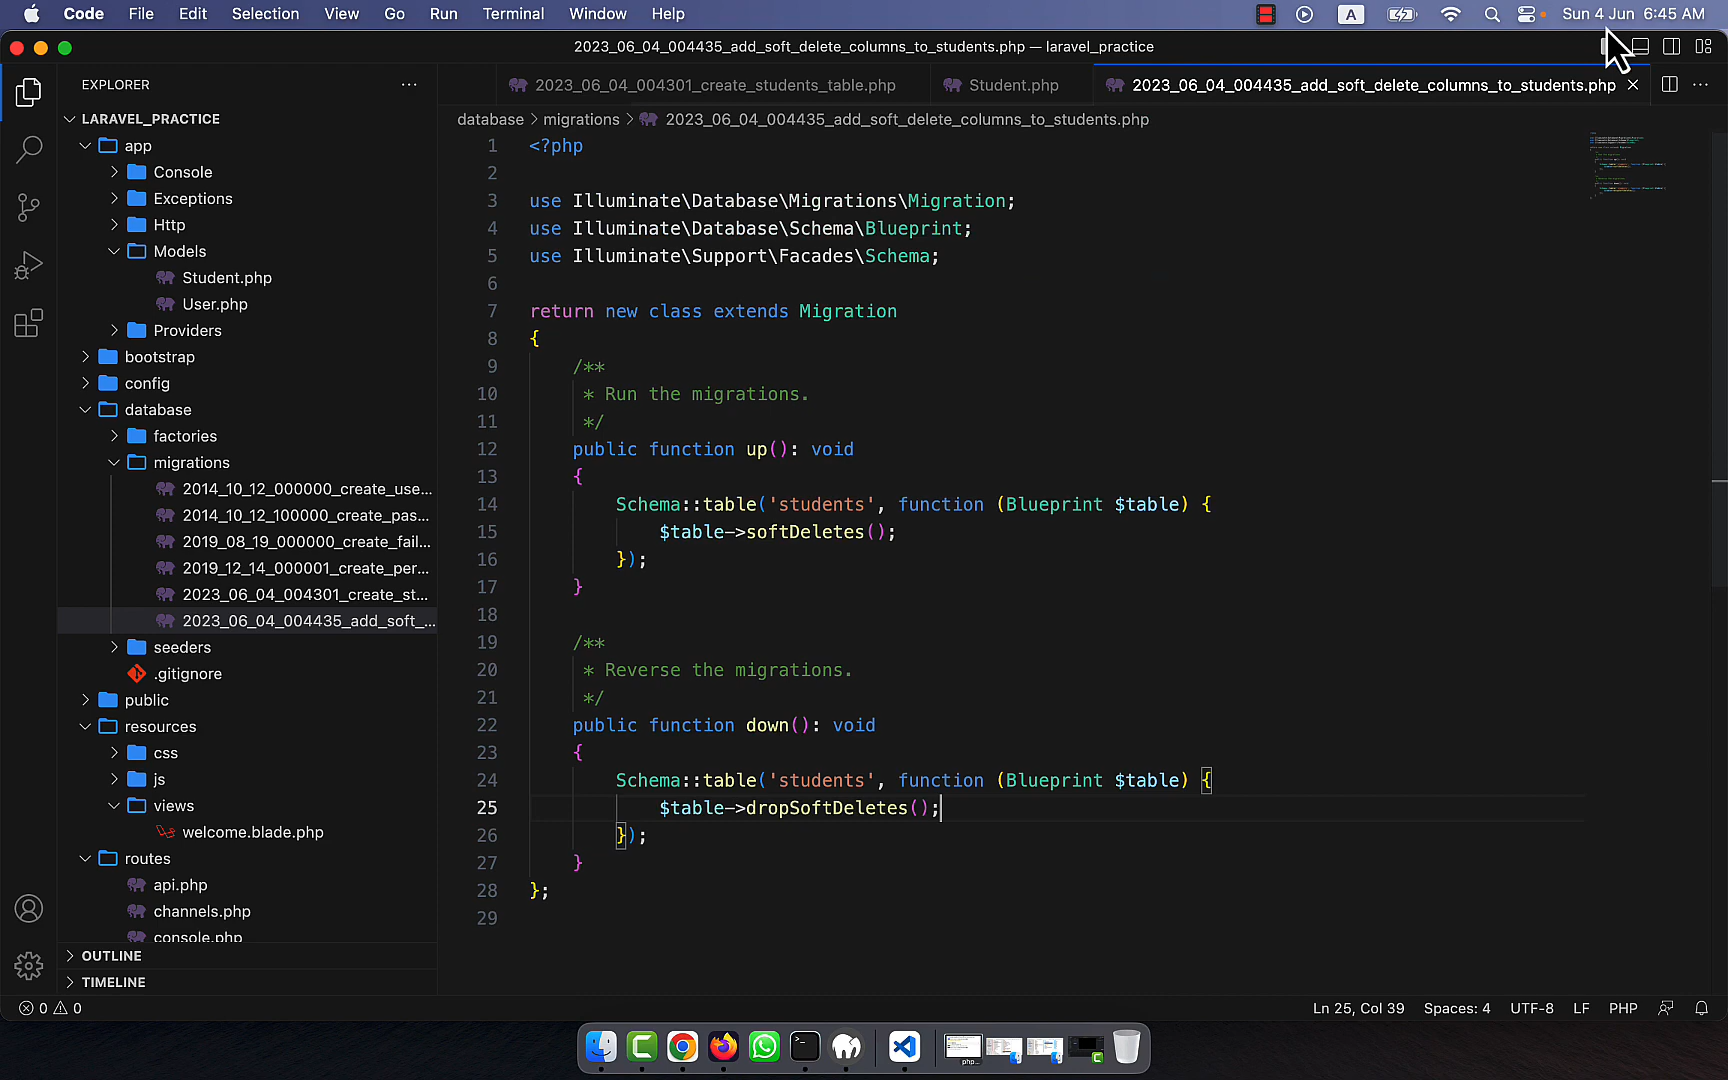 Code File Edit Selection View Go Run Terminal Window Help A Sun 4 Jun 6:45 AM
2023_06_04_004435_add_soft_delete_columns_to_students.php — laravel_practice
EXPLORER
2023_06_04_004301_create_students_table.php Student.php 2023_06_04_004435_add_soft_delete_columns_to_students.php
LARAVEL_PRACTICE
database > migrations > 2023_06_04_004435_add_soft_delete_columns_to_students.php
app
Console
Exceptions
Http
Models
Student.php
User.php
Providers
bootstrap
config
database
factories
migrations
2014_10_12_000000_create_use...
2014_10_12_100000_create_pas...
2019_08_19_000000_create_fail...
2019_12_14_000001_create_per...
2023_06_04_004301_create_st...
2023_06_04_004435_add_soft_...
seeders
.gitignore
public
resources
css
js
views
welcome.blade.php
routes
api.php
channels.php
console.php
OUTLINE
TIMELINE
1 <?php
2
3 use Illuminate\Database\Migrations\Migration;
4 use Illuminate\Database\Schema\Blueprint;
5 use Illuminate\Support\Facades\Schema;
6
7 return new class extends Migration
8 {
9 /**
10 * Run the migrations.
11 */
12 public function up(): void
13 {
14 Schema::table('students', function (Blueprint $table) {
15 $table->softDeletes();
16 });
17 }
18
19 /**
20 * Reverse the migrations.
21 */
22 public function down(): void
23 {
24 Schema::table('students', function (Blueprint $table) {
25 $table->dropSoftDeletes();
26 });
27 }
28 };
29
0 0 Ln 25, Col 39 Spaces: 4 UTF-8 LF PHP
php